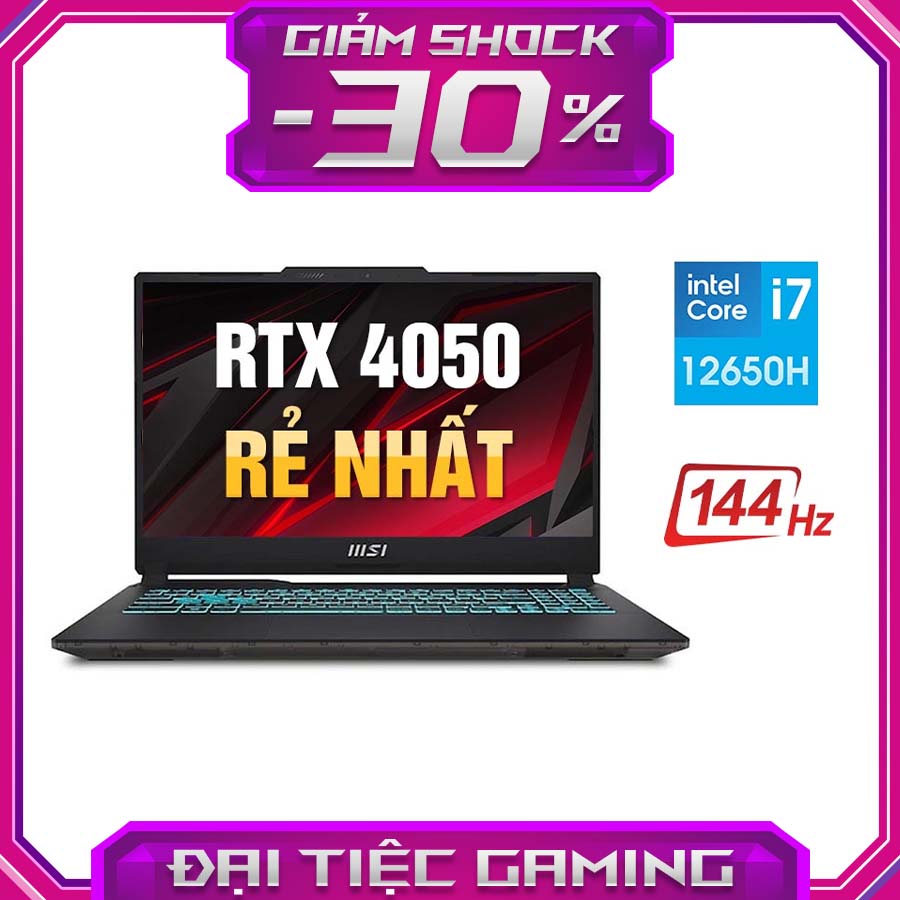 GIẢM SHOCK
-30%
RTX 4050
RẺ NHẤT
msi
intel
Core i7
12650H
144Hz
ĐẠI TIỆC GAMING